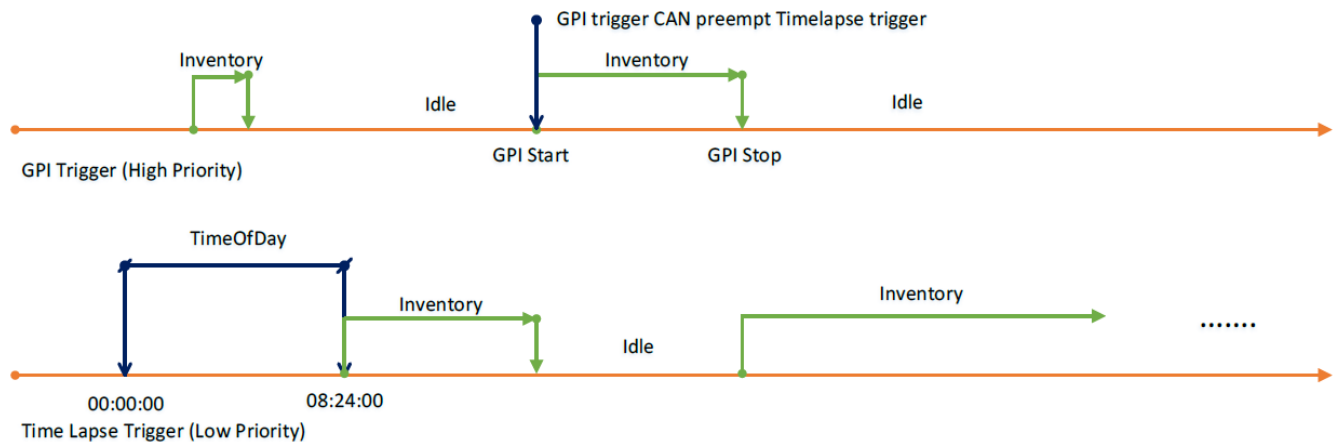 GPI trigger CAN preempt Timelapse trigger
Inventory
Inventory
Idle
Idle
GPI Start
GPI Stop
GPI Trigger (High Priority)
TimeOfDay
Inventory
Inventory
Idle
.......
00:00:00
08:24:00
Time Lapse Trigger (Low Priority)